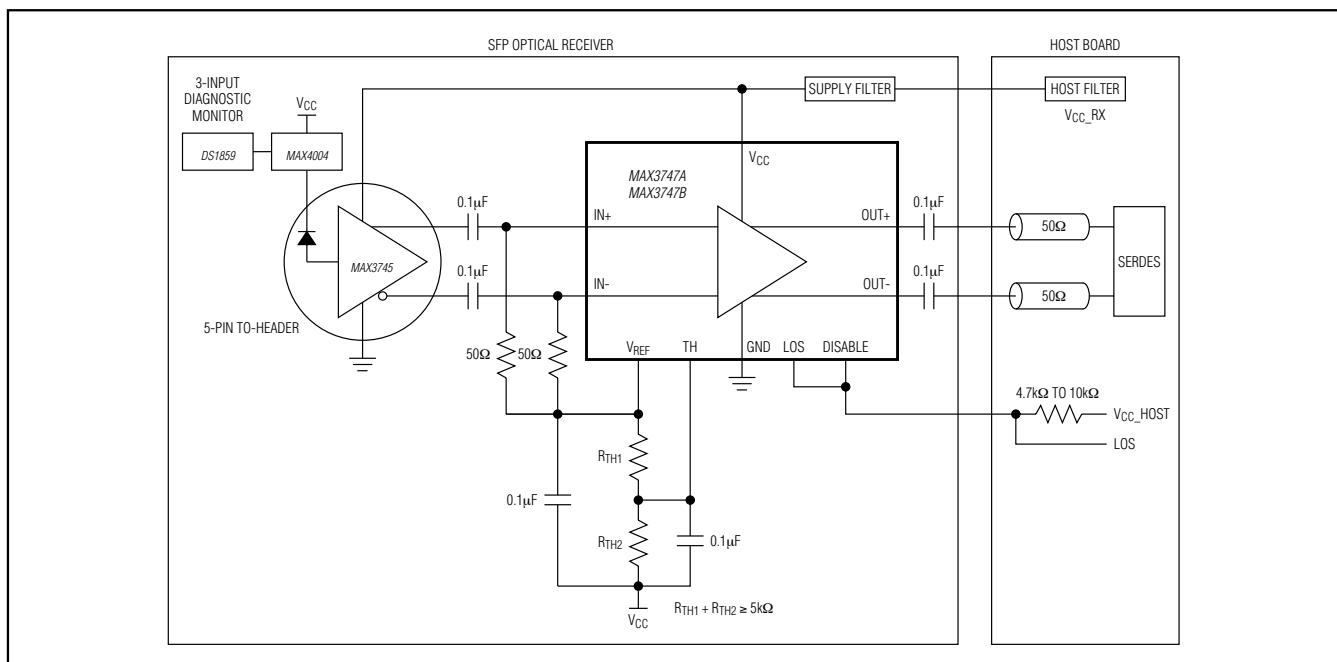 SFP OPTICAL RECEIVER
HOST BOARD
3-INPUT
DIAGNOSTIC
MONITOR
VCC
SUPPLY FILTER
HOST FILTER
VCC_RX
DS1859
MAX4004
VCC
MAX3747A
MAX3747B
0.1µF
IN+
OUT+
0.1µF
50Ω
MAX3745
0.1µF
IN-
OUT-
0.1µF
50Ω
SERDES
5-PIN TO-HEADER
50Ω
50Ω
VREF
TH
GND
LOS
DISABLE
4.7kΩ TO 10kΩ
VCC_HOST
LOS
RTH1
0.1µF
RTH2
0.1µF
VCC
RTH1 + RTH2 ≥ 5kΩ